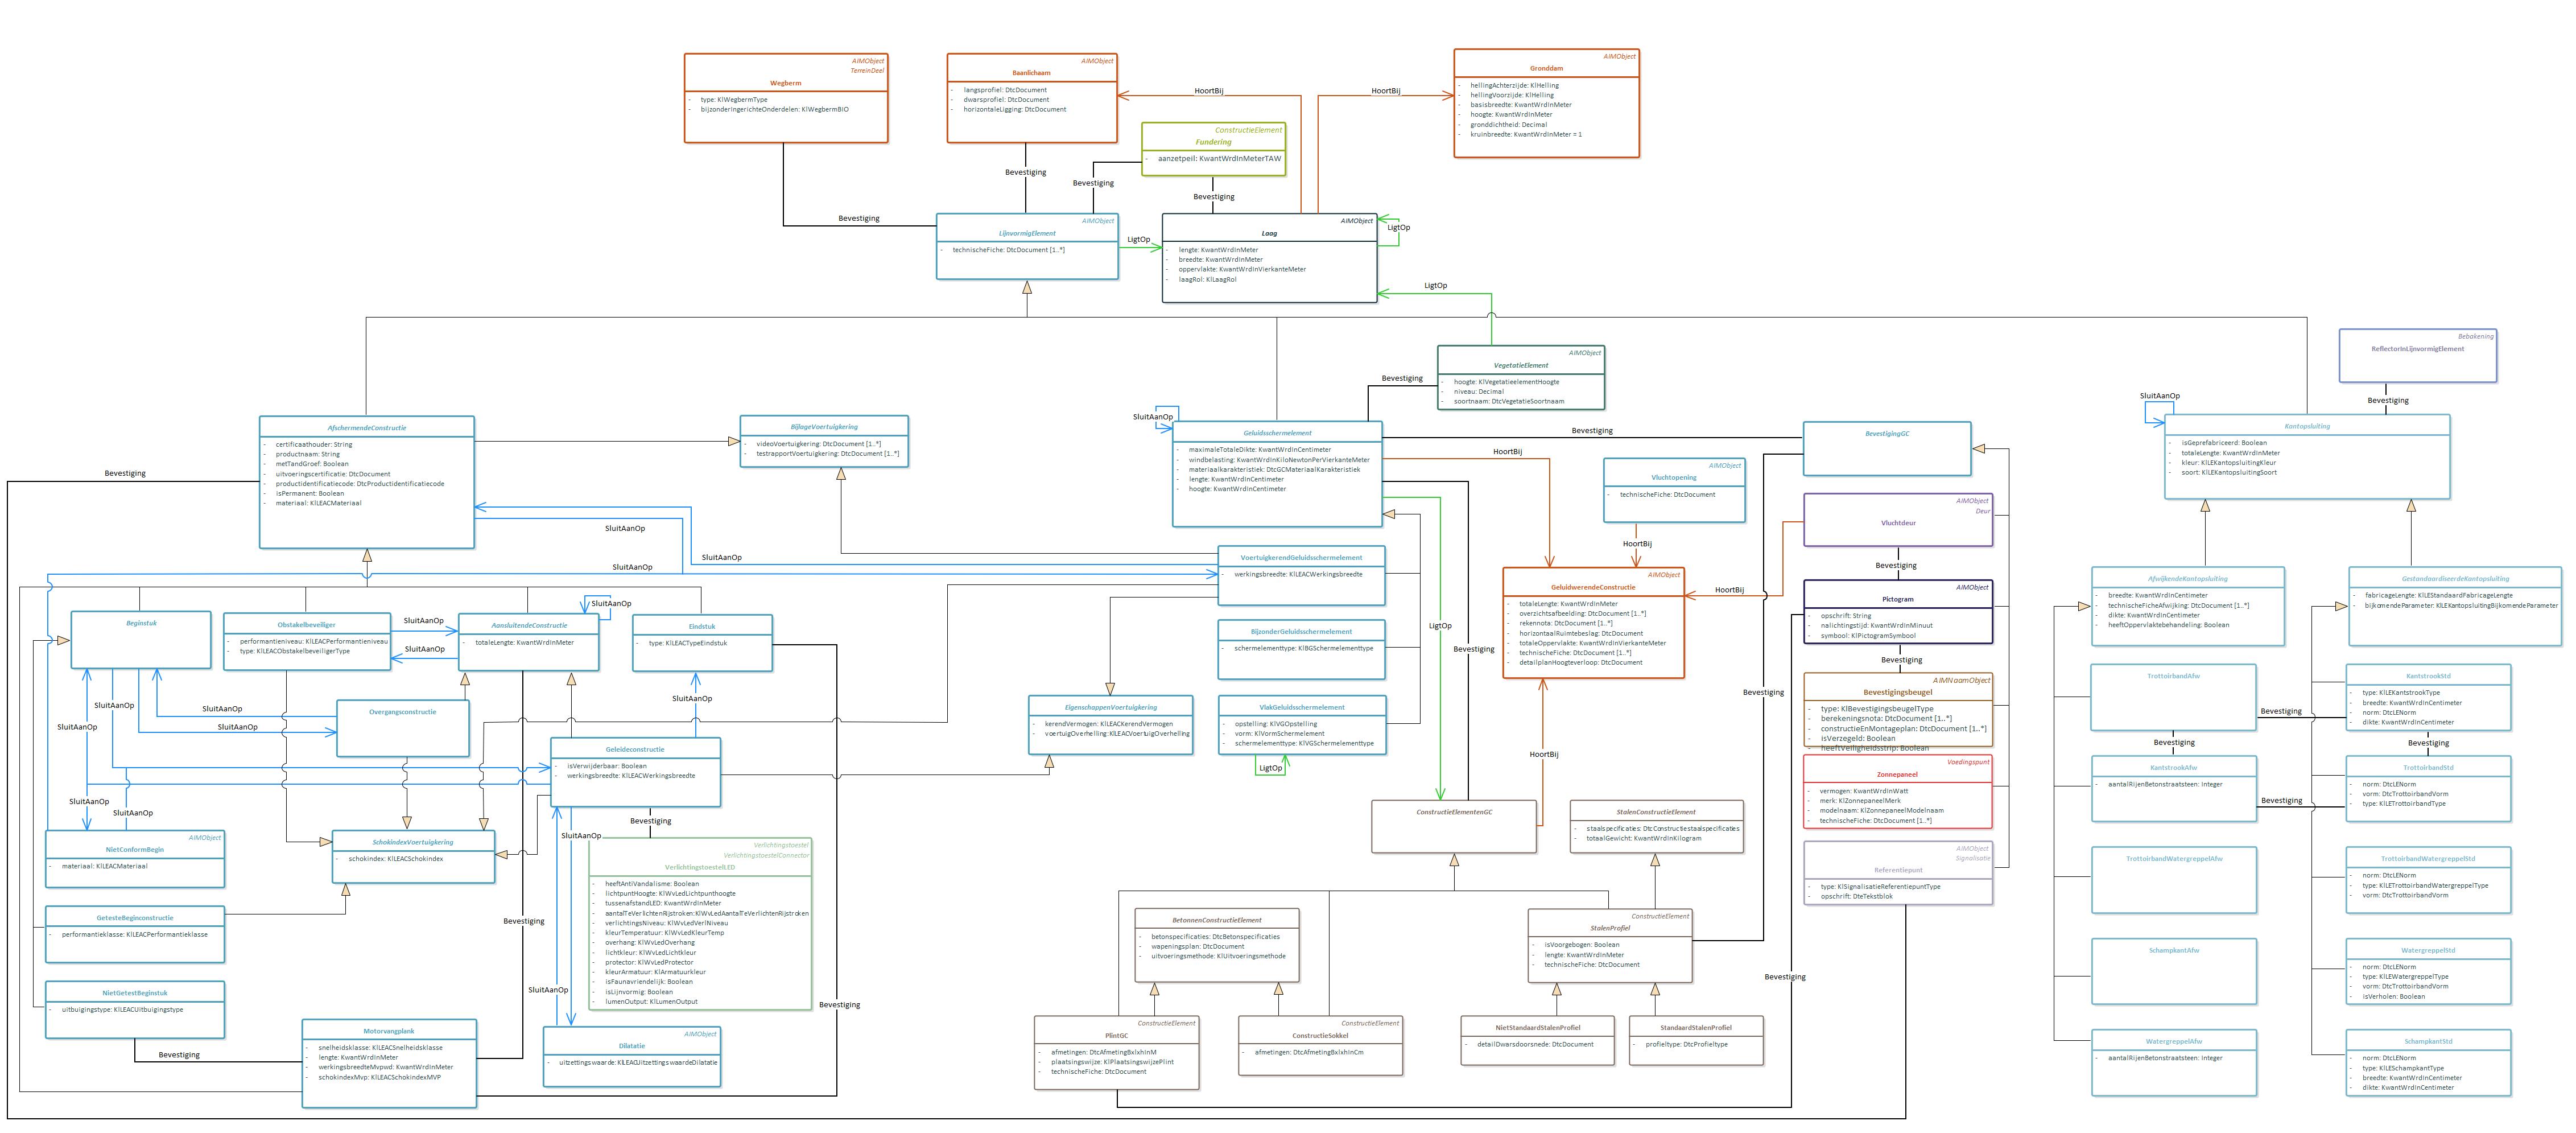 AIMObject
TerreinDeel
Wegberm
- type: KlWegbermType
- bijzonderIngerichteOnderdelen: KlWegbermBIO
AIMObject
Baanlichaam
- langsprofiel: DtcDocument
- dwarsprofiel: DtcDocument
- horizontaleLigging: DtcDocument
AIMObject
Gronddam
- hellingAchterzijde: KlHelling
- hellingVoorzijde: KlHelling
- basisbreedte: KwantWrdInMeter
- hoogte: KwantWrdInMeter
- gronddichtheid: Decimal
- kruinbreedte: KwantWrdInMeter = 1
HoortBij
HoortBij
ConstructieElement
Fundering
- aanzetpeil: KwantWrdInMeterTAW
Bevestiging
Bevestiging
Bevestiging
Bevestiging
AIMObject
LijnvormigElement
- technischeFiche: DtcDocument [1..*]
LigtOp
AIMObject
Laag
- lengte: KwantWrdInMeter
- breedte: KwantWrdInMeter
- oppervlakte: KwantWrdInVierkanteMeter
- laagRol: KlLaagRol
LigtOp
LigtOp
AIMObject
VegetatieElement
- hoogte: KlVegetatieelementHoogte
- niveau: Decimal
- soortnaam: DtcVegetatieSoortnaam
Bevestiging
Bebakening
ReflectorInLijnvormigElement
Bevestiging
AfschermendeConstructie
- certificaathouder: String
- productnaam: String
- metTandGroef: Boolean
- uitvoeringscertificatie: DtcDocument
- productidentificatiecode: DtcProductidentificatiecode
- isPermanent: Boolean
- materiaal: KlLEACMateriaal
Bevestiging
BijlageVoertuigkering
- videoVoertuigkering: DtcDocument [1..*]
- testrapportVoertuigkering: DtcDocument [1..*]
SluitAanOp
Geluidsschermelement
- maximaleTotaleDikte: KwantWrdInCentimeter
- windbelasting: KwantWrdInKiloNewtonPerVierkanteMeter
- materiaalkarakteristiek: DtcGCMateriaalKarakteristiek
- lengte: KwantWrdInCentimeter
- hoogte: KwantWrdInCentimeter
Bevestiging
HoortBij
BevestigingGC
SluitAanOp
Kantopsluiting
- isGeprefabriceerd: Boolean
- totaleLengte: KwantWrdInMeter
- kleur: KlLEKantopsluitingKleur
- soort: KlLEKantopsluitingSoort
AIMObject
Vluchtopening
- technischeFiche: DtcDocument
HoortBij
AIMObject
Deur
Vluchtdeur
Bevestiging
HoortBij
SluitAanOp
SluitAanOp
SluitAanOp
VoertuigkerendGeluidsschermelement
- werkingsbreedte: KlLEACWerkingsbreedte
AIMObject
GeluidwerendeConstructie
- totaleLengte: KwantWrdInMeter
- overzichtsafbeelding: DtcDocument [1..*]
- rekennota: DtcDocument [1..*]
- horizontaalRuimtebeslag: DtcDocument
- totaleOppervlakte: KwantWrdInVierkanteMeter
- technischeFiche: DtcDocument [1..*]
- detailplanHoogteverloop: DtcDocument
AIMObject
Pictogram
- opschrift: String
- nalichtingstijd: KwantWrdInMinuut
- symbool: KlPictogramSymbool
Bevestiging
AfwijkendeKantopsluiting
- breedte: KwantWrdInCentimeter
- technischeFicheAfwijking: DtcDocument [1..*]
- dikte: KwantWrdInCentimeter
- heeftOppervlaktebehandeling: Boolean
GestandaardiseerdeKantopsluiting
- fabricageLengte: KlLEStandaardFabricageLengte
- bijkomendeParameter: KlLEKantopsluitingBijkomendeParameter
Beginstuk
Obstakelbeveiliger
- performantieniveau: KlLEACPerformantieniveau
- type: KlLEACObstakelbeveiligerType
SluitAanOp
SluitAanOp
AansluitendeConstructie
- totaleLengte: KwantWrdInMeter
SluitAanOp
Eindstuk
- type: KlLEACTypeEindstuk
BijzonderGeluidsschermelement
- schermelementtype: KlBGSchermelementtype
LigtOp
Bevestiging
SluitAanOp
SluitAanOp
SluitAanOp
SluitAanOp
SluitAanOp
Overgangsconstructie
EigenschappenVoertuigkering
- kerendVermogen: KlLEACKerendVermogen
- voertuigOverhelling: KlLEACVoertuigOverhelling
VlakGeluidsschermelement
- opstelling: KlVGOpstelling
- vorm: KlVormSchermelement
- schermelementtype: KlVGSchermelementtype
LigtOp
HoortBij
Bevestiging
AIMNaamObject
Bevestigingsbeugel
- type: KlBevestigingsbeugelType
- berekeningsnota: DtcDocument [1..*]
- constructieEnMontageplan: DtcDocument [1..*]
- isVerzegeld: Boolean
- heeftVeiligheidsstrip: Boolean
TrottoirbandAfw
Bevestiging
KantstrookStd
- type: KlLEKantstrookType
- breedte: KwantWrdInCentimeter
- norm: DtcLENorm
- dikte: KwantWrdInCentimeter
Bevestiging
Bevestiging
Geleideconstructie
- isVerwijderbaar: Boolean
- werkingsbreedte: KlLEACWerkingsbreedte
Voedingspunt
Zonnepaneel
- vermogen: KwantWrdInWatt
- merk: KlZonnepaneelMerk
- modelnaam: KlZonnepaneelModelnaam
- technischeFiche: DtcDocument [1..*]
KantstrookAfw
- aantalRijenBetonstraatsteen: Integer
Bevestiging
TrottoirbandStd
- norm: DtcLENorm
- vorm: DtcTrottoirbandVorm
- type: KlLETrottoirbandType
SluitAanOp
SluitAanOp
AIMObject
NietConformBegin
- materiaal: KlLEACMateriaal
SchokindexVoertuigkering
- schokindex: KlLEACSchokindex
SluitAanOp
Bevestiging
Verlichtingstoestel
VerlichtingstoestelConnector
VerlichtingstoestelLED
- heeftAntiVandalisme: Boolean
- lichtpuntHoogte: KlWvLedLichtpunthoogte
- tussenafstandLED: KwantWrdInMeter
- aantalTeVerlichtenRijstroken: KlWvLedAantalTeVerlichtenRijstroken
- verlichtingsNiveau: KlWvLedVerlNiveau
- kleurTemperatuur: KlWvLedKleurTemp
- overhang: KlWvLedOverhang
- lichtkleur: KlWvLedLichtkleur
- protector: KlWvLedProtector
- kleurArmatuur: KlArmatuurkleur
- isFaunavriendelijk: Boolean
- isLijnvormig: Boolean
- lumenOutput: KlLumenOutput
ConstructieElementenGC
StalenConstructieElement
- staalspecificaties: DtcConstructiestaalspecificaties
- totaalGewicht: KwantWrdInKilogram
AIMObject
Signalisatie
Referentiepunt
- type: KlSignalisatieReferentiepuntType
- opschrift: DteTekstblok
TrottoirbandWatergreppelAfw
TrottoirbandWatergreppelStd
- norm: DtcLENorm
- type: KlLETrottoirbandWatergreppelType
- vorm: DtcTrottoirbandVorm
GetesteBeginconstructie
- performantieklasse: KlLEACPerformantieklasse
Bevestiging
BetonnenConstructieElement
- betonspecificaties: DtcBetonspecificaties
- wapeningsplan: DtcDocument
- uitvoeringsmethode: KlUitvoeringsmethode
ConstructieElement
StalenProfiel
- isVoorgebogen: Boolean
- lengte: KwantWrdInMeter
- technischeFiche: DtcDocument
Bevestiging
SchampkantAfw
WatergreppelStd
- norm: DtcLENorm
- type: KlLEWatergreppelType
- vorm: DtcTrottoirbandVorm
- isVerholen: Boolean
NietGetestBeginstuk
- uitbuigingstype: KlLEACUitbuigingstype
SluitAanOp
Bevestiging
Bevestiging
Motorvangplank
- snelheidsklasse: KlLEACSnelheidsklasse
- lengte: KwantWrdInMeter
- werkingsbreedteMvpwd: KwantWrdInMeter
- schokindexMvp: KlLEACSchokindexMVP
AIMObject
Dilatatie
- uitzettingswaarde: KlLEACUitzettingswaardeDilatatie
ConstructieElement
PlintGC
- afmetingen: DtcAfmetingBxlxhInM
- plaatsingswijze: KlPlaatsingswijzePlint
- technischeFiche: DtcDocument
ConstructieElement
ConstructieSokkel
- afmetingen: DtcAfmetingBxlxhInCm
NietStandaardStalenProfiel
- detailDwarsdoorsnede: DtcDocument
StandaardStalenProfiel
- profieltype: DtcProfieltype
WatergreppelAfw
- aantalRijenBetonstraatsteen: Integer
SchampkantStd
- norm: DtcLENorm
- type: KlLESchampkantType
- breedte: KwantWrdInCentimeter
- dikte: KwantWrdInCentimeter